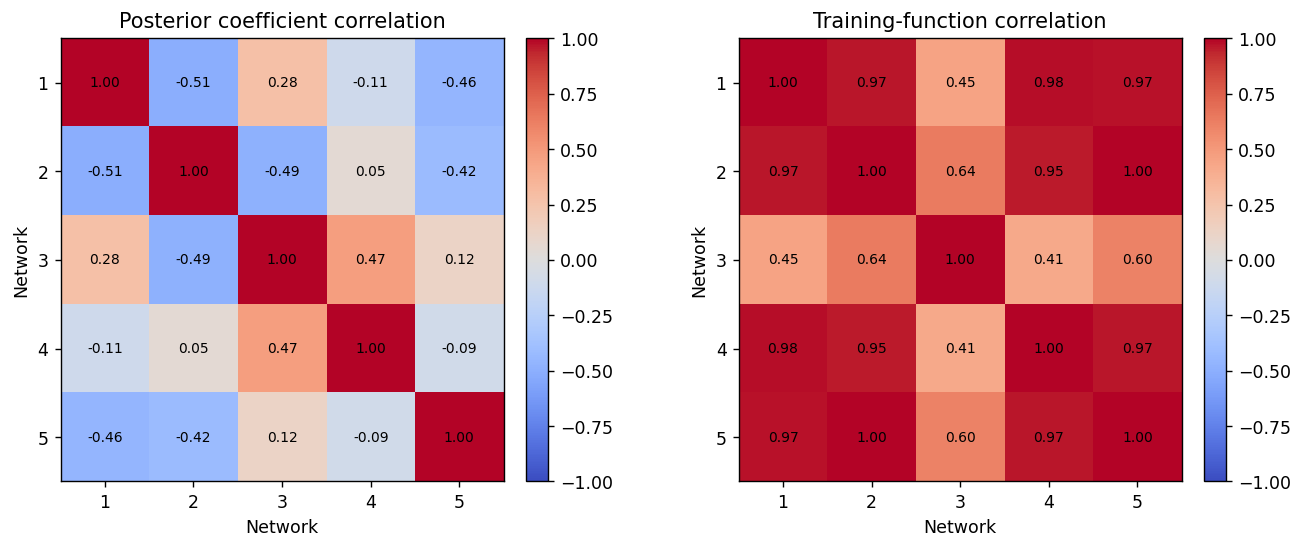 Posterior coefficient correlation
1.00 -0.51 0.28 -0.11 -0.46
-0.51 1.00 -0.49 0.05 -0.42
0.28 -0.49 1.00 0.47 0.12
-0.11 0.05 0.47 1.00 -0.09
-0.46 -0.42 0.12 -0.09 1.00
1
2
3
4
5
Network
1 2 3 4 5
Network
1.00
0.75
0.50
0.25
0.00
−0.25
−0.50
−0.75
−1.00
Training-function correlation
1.00 0.97 0.45 0.98 0.97
0.97 1.00 0.64 0.95 1.00
0.45 0.64 1.00 0.41 0.60
0.98 0.95 0.41 1.00 0.97
0.97 1.00 0.60 0.97 1.00
1
2
3
4
5
Network
1 2 3 4 5
Network
1.00
0.75
0.50
0.25
0.00
−0.25
−0.50
−0.75
−1.00